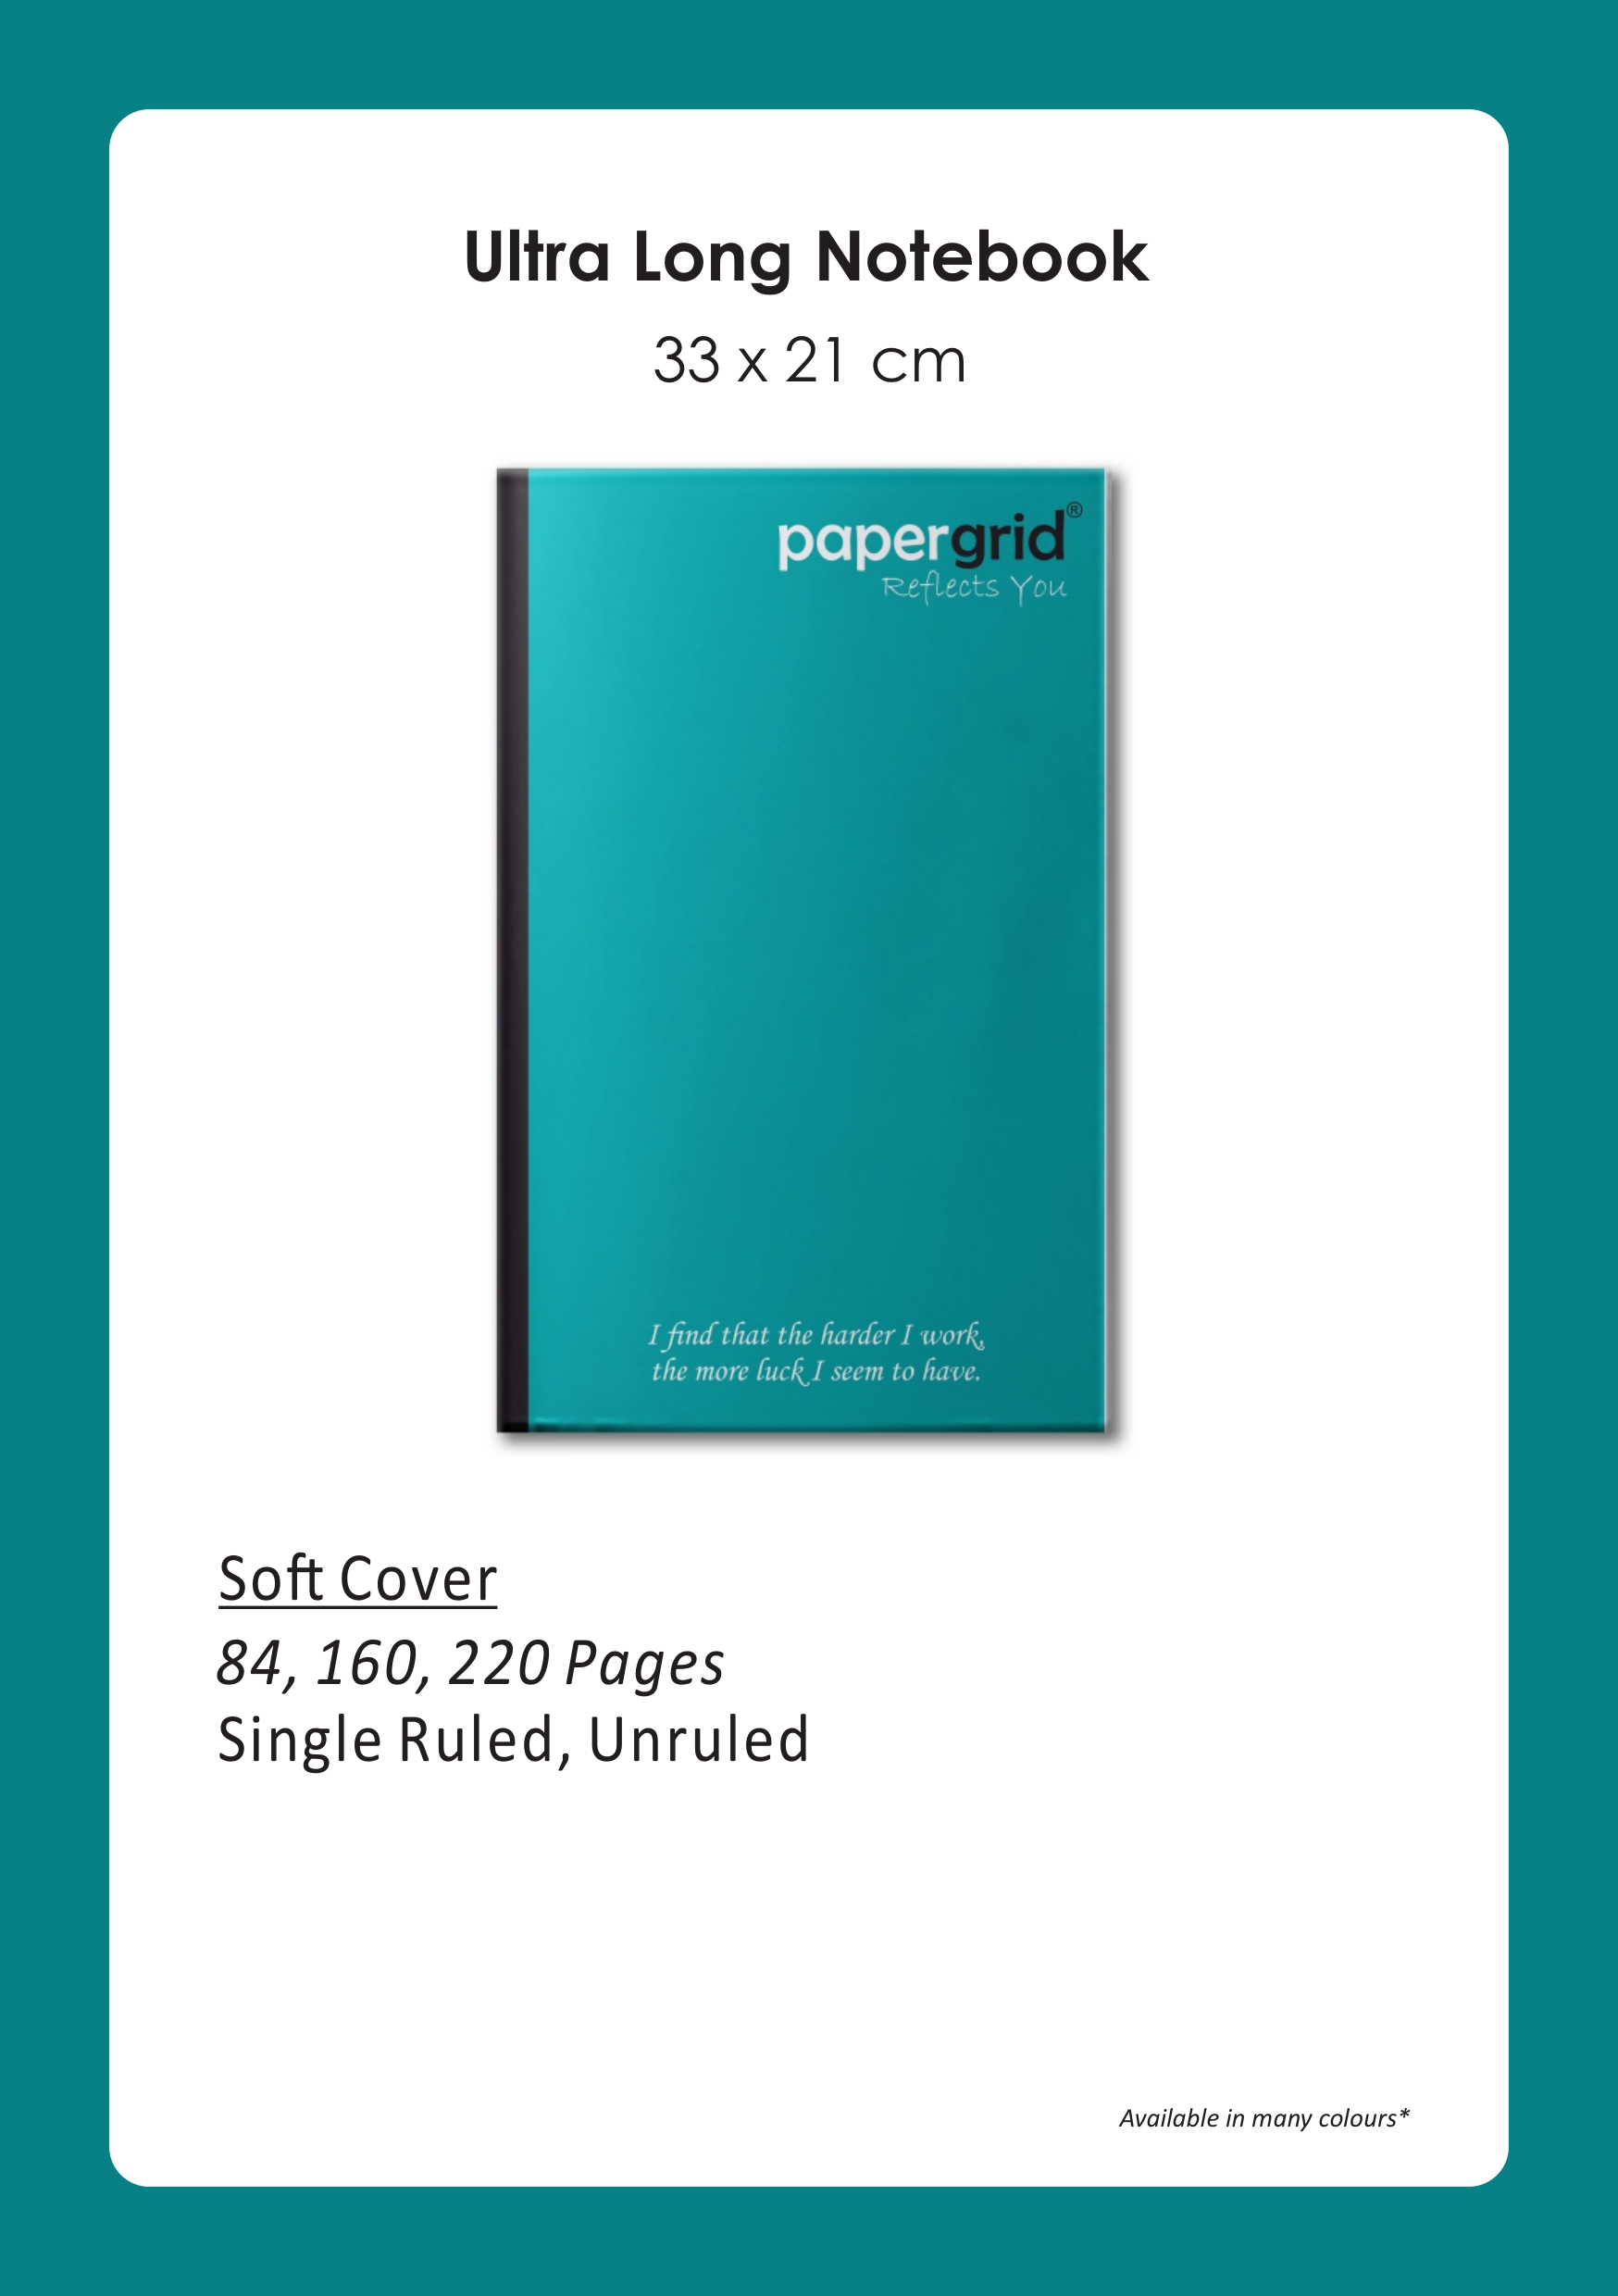 Ultra Long Notebook
33 x 21 cm
papergrid®
Reflects You
I find that the harder I work,
the more luck I seem to have.
Soft Cover
84, 160, 220 Pages
Single Ruled, Unruled
Available in many colours*